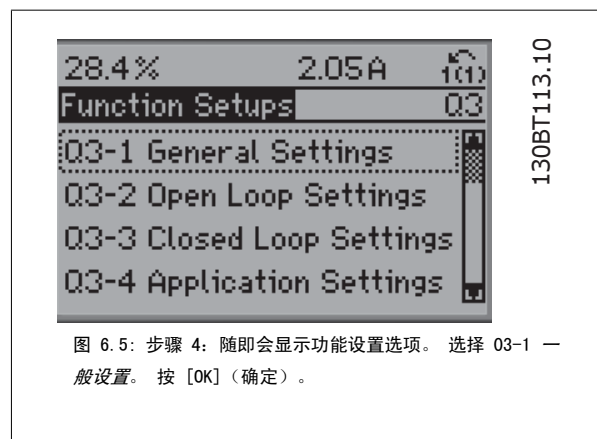 28.4% 2.05A 1(1)
Function Setups Q3
Q3-1 General Settings
Q3-2 Open Loop Settings
Q3-3 Closed Loop Settings
Q3-4 Application Settings
130BT113.10
图 6.5: 步骤 4: 随即会显示功能设置选项。 选择 03-1 一
般设置。 按 [OK](确定)。